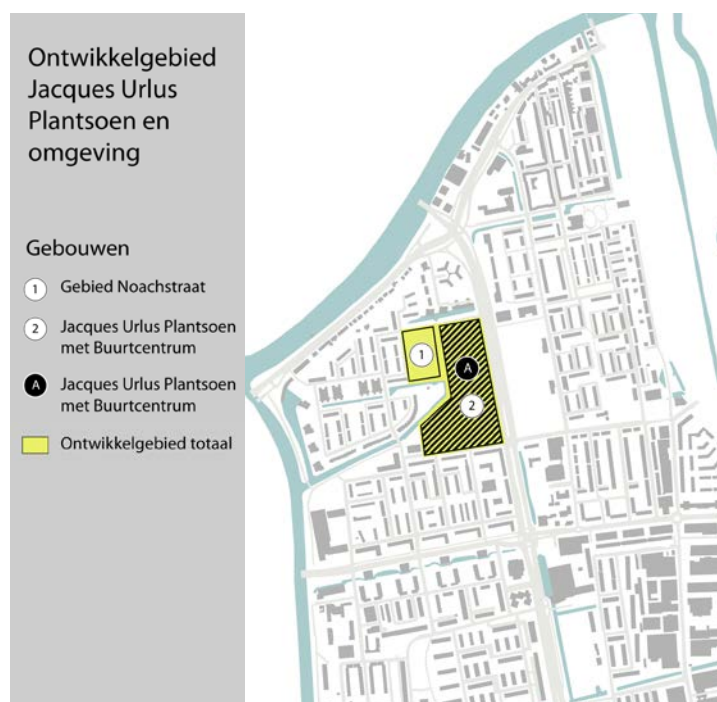 Ontwikkelgebied
Jacques Urlus
Plantsoen en
omgeving
Gebouwen
1 Gebied Noachstraat
2 Jacques Urlus Plantsoen
met Buurtcentrum
A Jacques Urlus Plantsoen
met Buurtcentrum
Ontwikkelgebied totaal
1
A
2